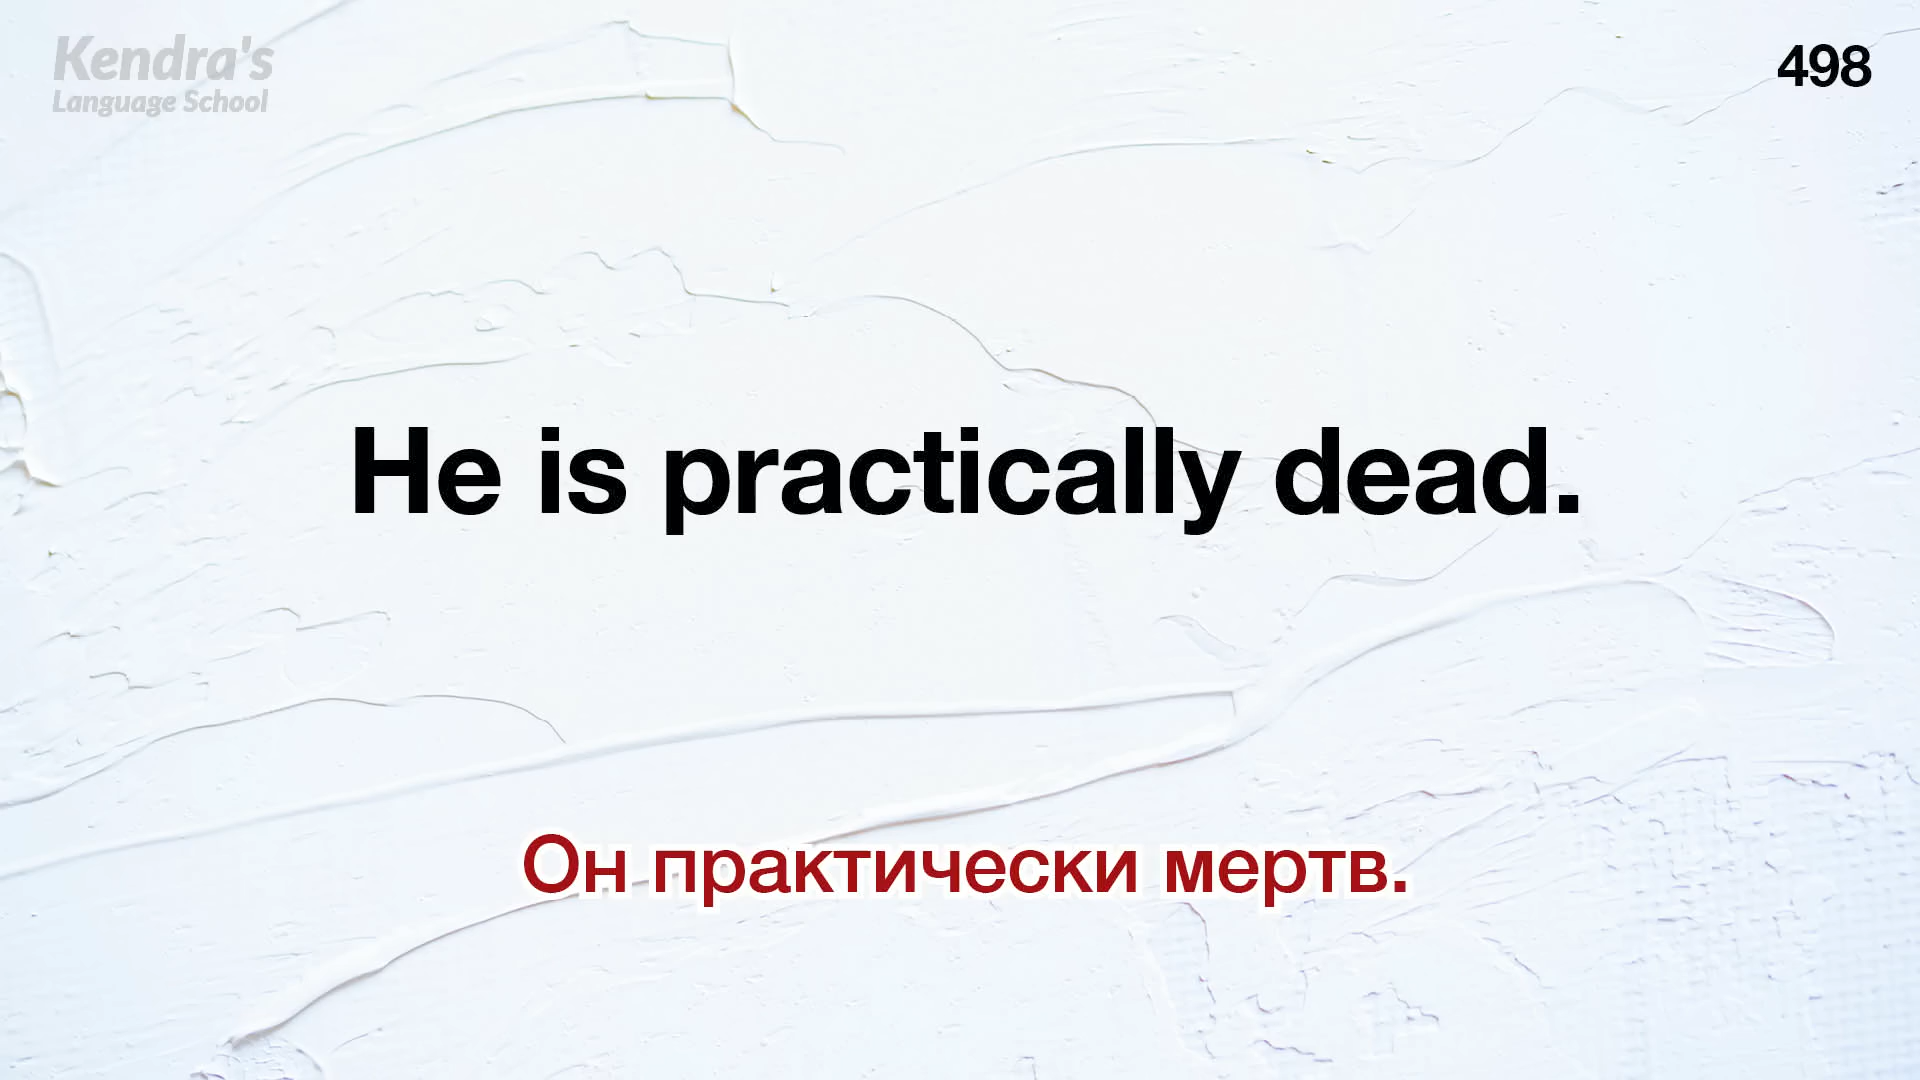 Kendra's
Language School
498
He is practically dead.
Он практически мертв.